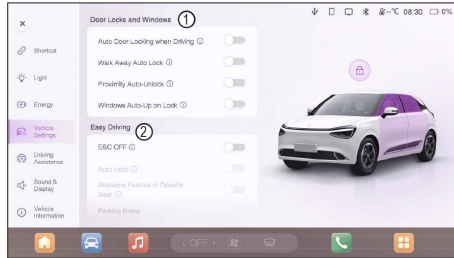 Door Locks and Windows ①
Auto Door Locking when Driving
Walk Away Auto Lock
Proximity Auto-Unlock
Windows Auto-Up on Lock
Easy Driving
②
ESC OFF
Auto Hold
Welcome Feature of Driver's
Seat
Parking Brake
Shortcut
Light
Energy
Vehicle
Settings
Driving
Assistance
Sound &
Display
Vehicle
Information
--°C 08:30 0%
‹ OFF ›